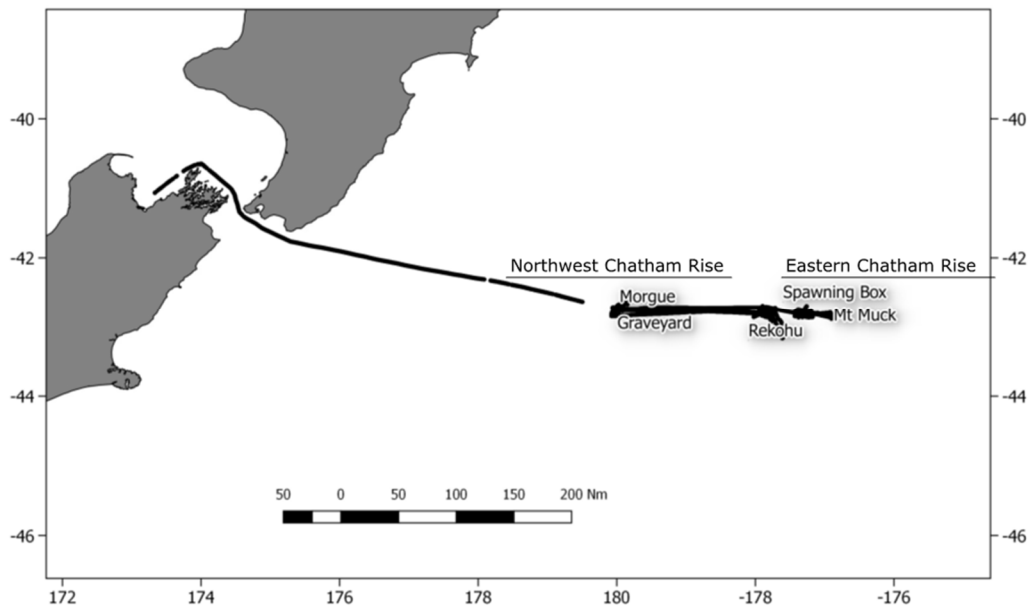 -40
-40
Northwest Chatham Rise
Eastern Chatham Rise
-42
-42
Morgue
Spawning Box
Graveyard
Mt Muck
Rekohu
-44
-44
50 0 50 100 150 200 Nm
-46
-46
172 174 176 178 180 -178 -176